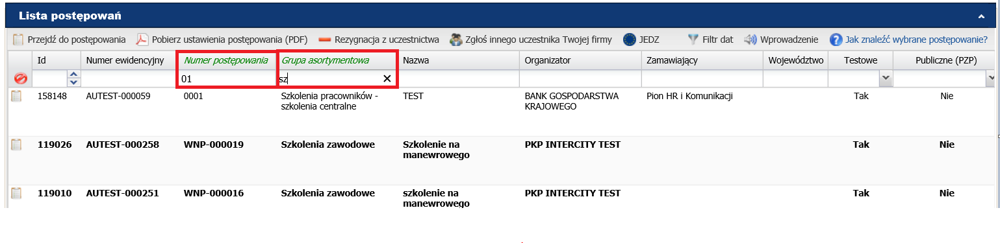 Lista postępowań
Przejdź do postępowania Pobierz ustawienia postępowania (PDF) Rezygnacja z uczestnictwa Zgłoś innego uczestnika Twojej firmy JEDZ Filtr dat Wprowadzenie Jak znaleźć wybrane postępowanie?
Id Numer ewidencyjny Numer postępowania Grupa asortymentowa Nazwa Organizator Zamawiający Województwo Testowe Publiczne (PZP)
01 sz
158148 AUTEST-000059 0001 Szkolenia pracowników - TEST BANK GOSPODARSTWA Pion HR i Komunikacji Tak Nie
szkolenia centralne KRAJOWEGO
119026 AUTEST-000258 WNP-000019 Szkolenia zawodowe Szkolenie na PKP INTERCITY TEST Tak Nie
manewrowego
119010 AUTEST-000251 WNP-000016 Szkolenia zawodowe szkolenie na PKP INTERCITY TEST Tak Nie
manewrowego